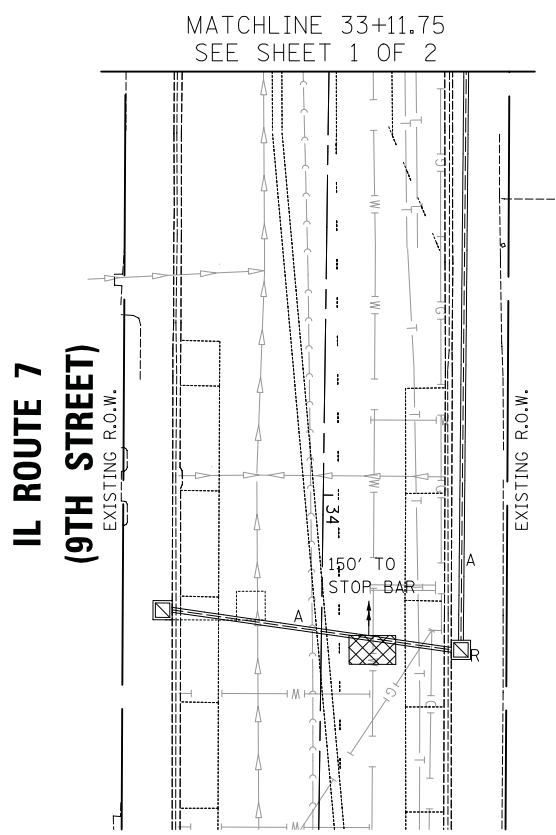 MATCHLINE 33+11.75
SEE SHEET 1 OF 2
IL ROUTE 7
(9TH STREET)
EXISTING R.O.W.
EXISTING R.O.W.
34
150' TO
STOP BAR
A
A
R
W
W
W
W
W
G
G
G
G
T
T
T
T
T